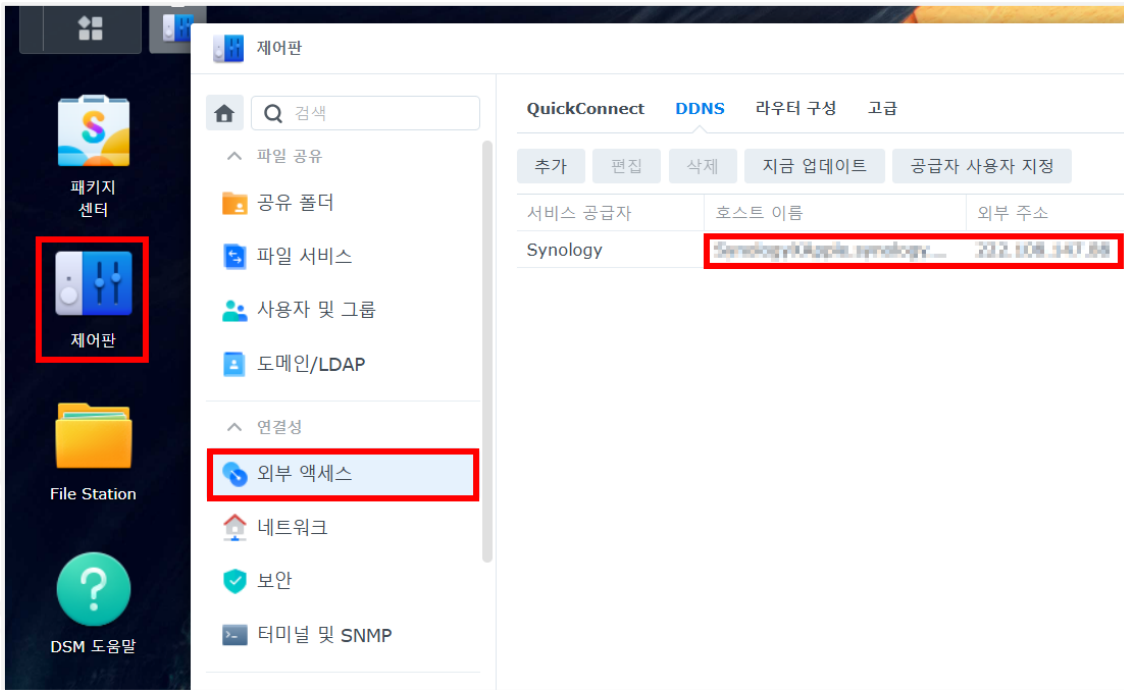 제어판
검색
파일 공유
공유 폴더
파일 서비스
사용자 및 그룹
도메인/LDAP
연결성
외부 액세스
네트워크
보안
터미널 및 SNMP
QuickConnect DDNS 라우터 구성 고급
추가 편집 삭제 지금 업데이트 공급자 사용자 지정
서비스 공급자 호스트 이름 외부 주소
Synology
패키지
센터
제어판
File Station
DSM 도움말